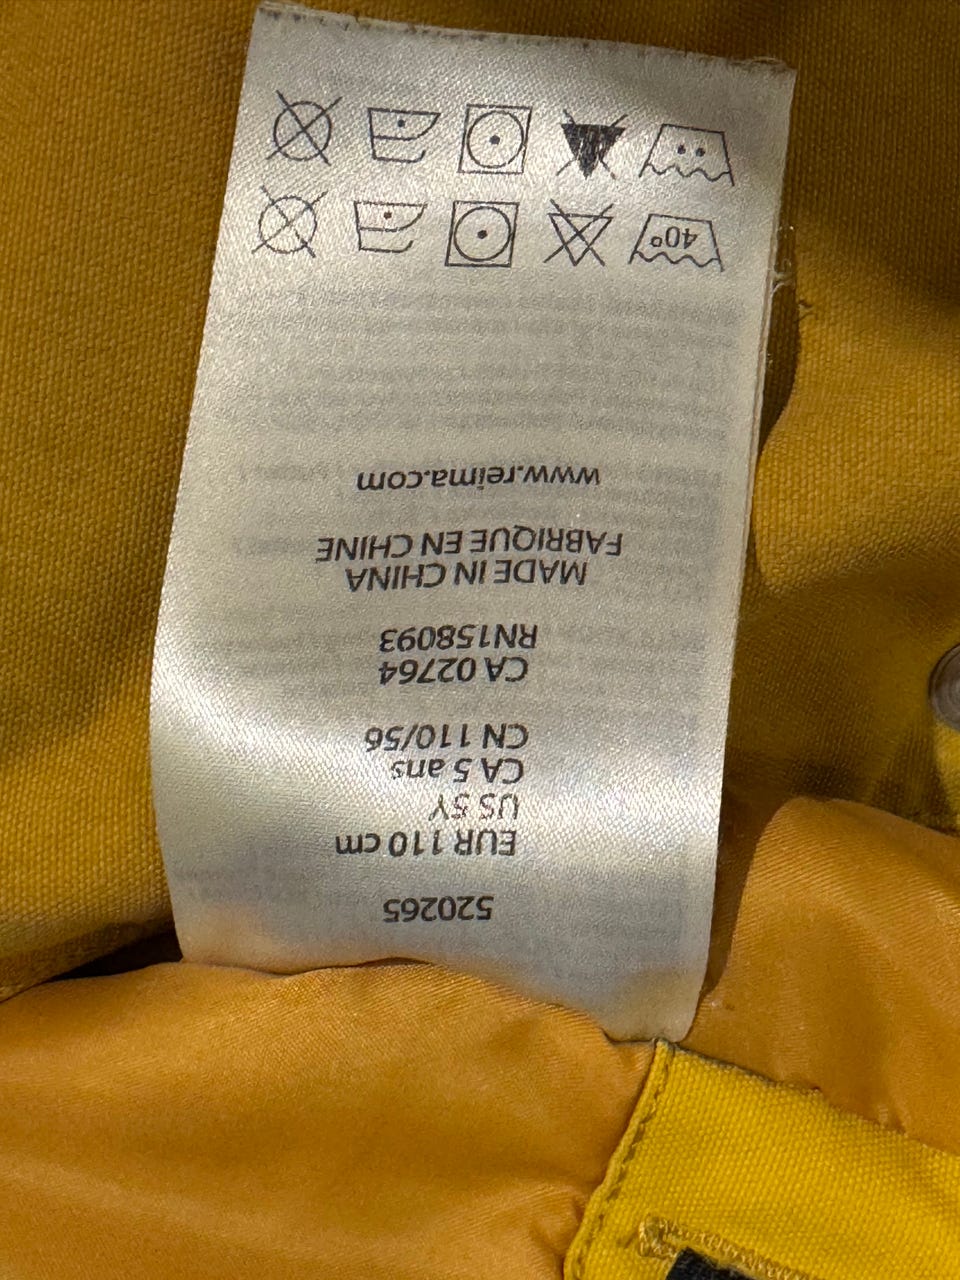 520265
EUR 110 cm
US 5Y
CA 5 ans
CN 110/56
CA 02764
RN158093
MADE IN CHINA
FABRIQUE EN CHINE
www.reima.com
40°